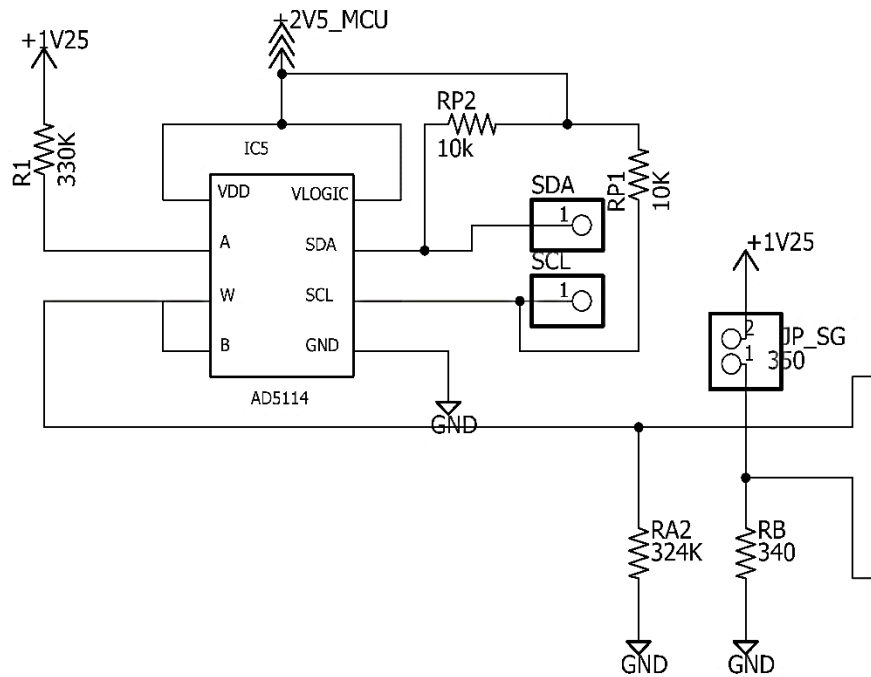 +2V5_MCU
+1V25
R1
330K
IC5
RP2
10k
RP1
10K
VDD
VLOGIC
A
SDA
W
SCL
B
GND
AD5114
SDA
1
SCL
1
GND
+1V25
2
JP_SG
1
350
RA2
324K
RB
340
GND
GND